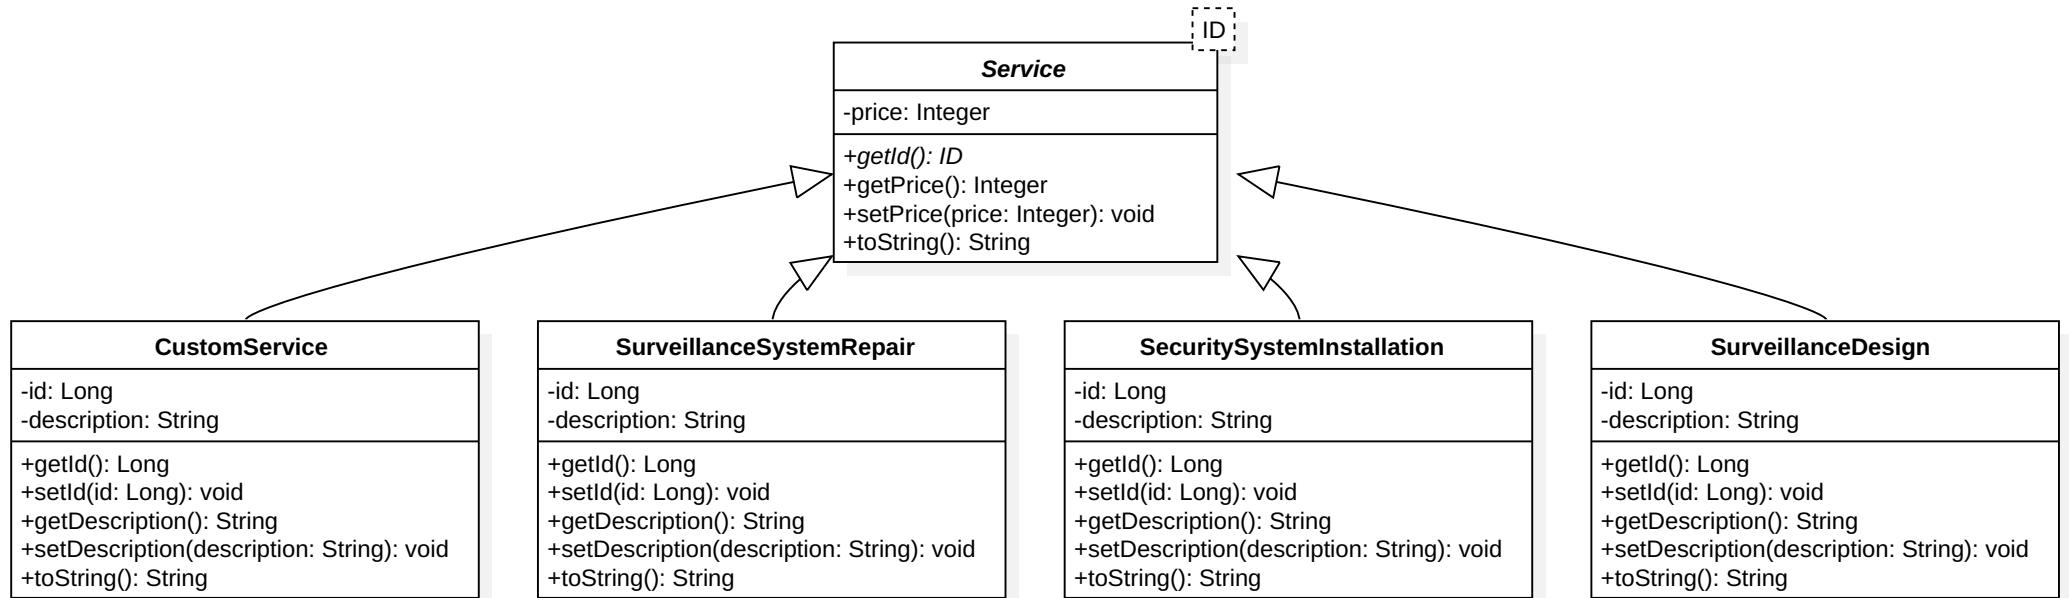 ID
Service
-price: Integer
+getId(): ID
+getPrice(): Integer
+setPrice(price: Integer): void
+toString(): String
CustomService
-id: Long
-description: String
+getId(): Long
+setId(id: Long): void
+getDescription(): String
+setDescription(description: String): void
+toString(): String
SurveillanceSystemRepair
-id: Long
-description: String
+getId(): Long
+setId(id: Long): void
+getDescription(): String
+setDescription(description: String): void
+toString(): String
SecuritySystemInstallation
-id: Long
-description: String
+getId(): Long
+setId(id: Long): void
+getDescription(): String
+setDescription(description: String): void
+toString(): String
SurveillanceDesign
-id: Long
-description: String
+getId(): Long
+setId(id: Long): void
+getDescription(): String
+setDescription(description: String): void
+toString(): String